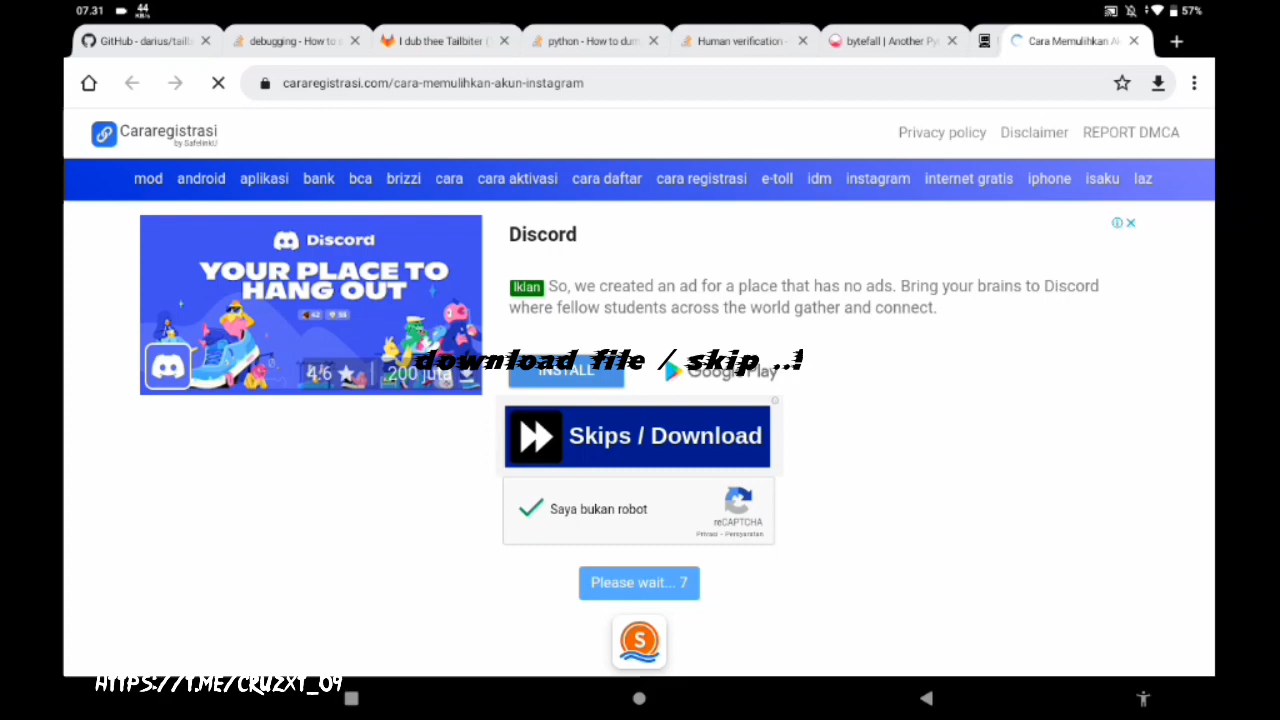 07.31
44
KB/s
57%
GitHub - darius/tail
debugging - How to
I dub thee Tailbiter
python - How to dum
Human verification -
bytefall | Another Py
Cara Memulihkan A
cararegistrasi.com/cara-memulihkan-akun-instagram
Cararegistrasi
by SafelinkU
Privacy policy Disclaimer REPORT DMCA
mod android aplikasi bank bca brizzi cara cara aktivasi cara daftar cara registrasi e-toll idm instagram internet gratis iphone isaku laz
Discord
YOUR PLACE TO
HANG OUT
4,6 ★ 200 juta
Discord
Iklan So, we created an ad for a place that has no ads. Bring your brains to Discord
where fellow students across the world gather and connect.
download file / skip ..!
INSTALL
Google Play
Skips / Download
Saya bukan robot
reCAPTCHA
Privasi - Persyaratan
Please wait... 7
S
HTTPS://T.ME/CRUZXT_09